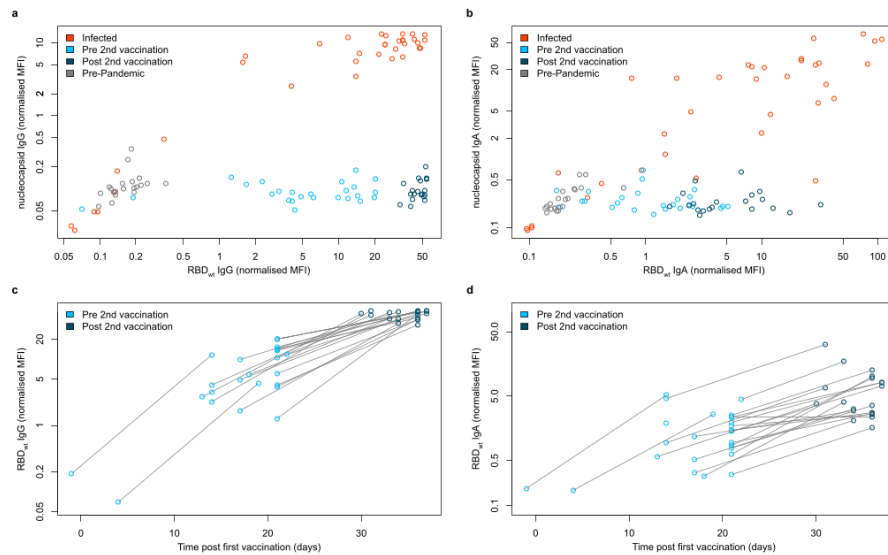 a
nucleocapsid IgG (normalised MFI)
10
5
2
1
0.5
0.2
0.05
Infected
Pre 2nd vaccination
Post 2nd vaccination
Pre-Pandemic
0.05
0.1
0.2
0.5
1
2
5
10
20
50
RBDwt IgG (normalised MFI)
b
nucleocapsid IgA (normalised MFI)
50
20
10
5
2
1
0.5
0.1
Infected
Pre 2nd vaccination
Post 2nd vaccination
Pre-Pandemic
0.1
0.5
1
5
10
50
100
RBDwt IgA (normalised MFI)
c
RBDwt IgG (normalised MFI)
20
5
1
0.2
0.05
Pre 2nd vaccination
Post 2nd vaccination
0
10
20
30
Time post first vaccination (days)
d
RBDwt IgA (normalised MFI)
50.0
5.0
0.5
0.1
Pre 2nd vaccination
Post 2nd vaccination
0
10
20
30
Time post first vaccination (days)